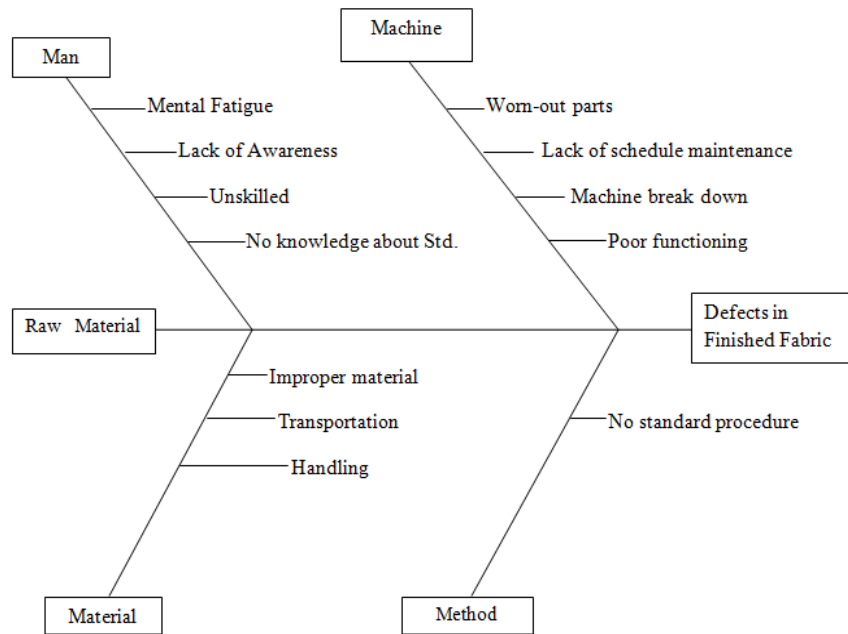 Machine
Man
Mental Fatigue
Worn-out parts
Lack of Awareness
Lack of schedule maintenance
Unskilled
Machine break down
No knowledge about Std.
Poor functioning
Raw Material
Defects in
Finished Fabric
Improper material
Transportation
No standard procedure
Handling
Material
Method